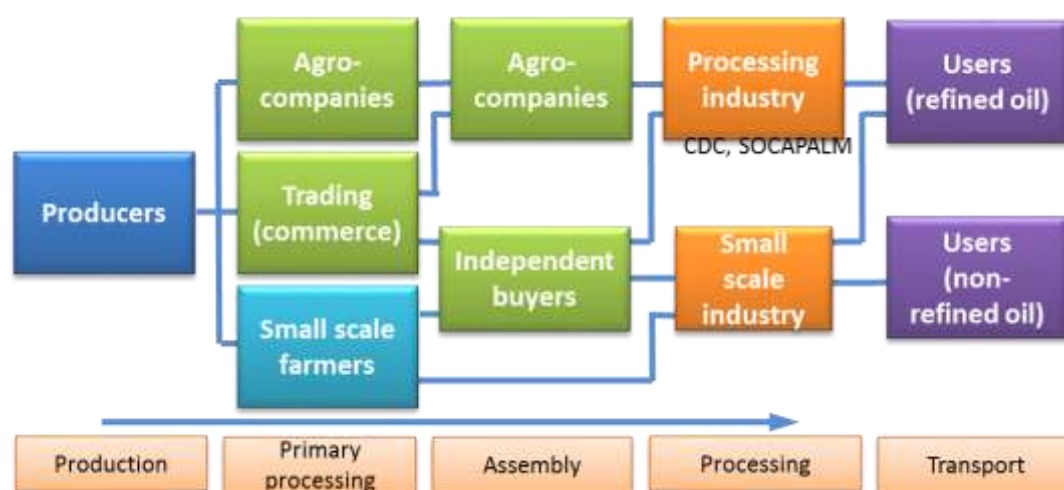 Agro-
companies
Agro-
companies
Processing
industry
Users
(refined oil)
CDC, SOCAPALM
Producers
Trading
(commerce)
Independent
buyers
Small
scale
industry
Users
(non-
refined oil)
Small scale
farmers
Production
Primary
processing
Assembly
Processing
Transport